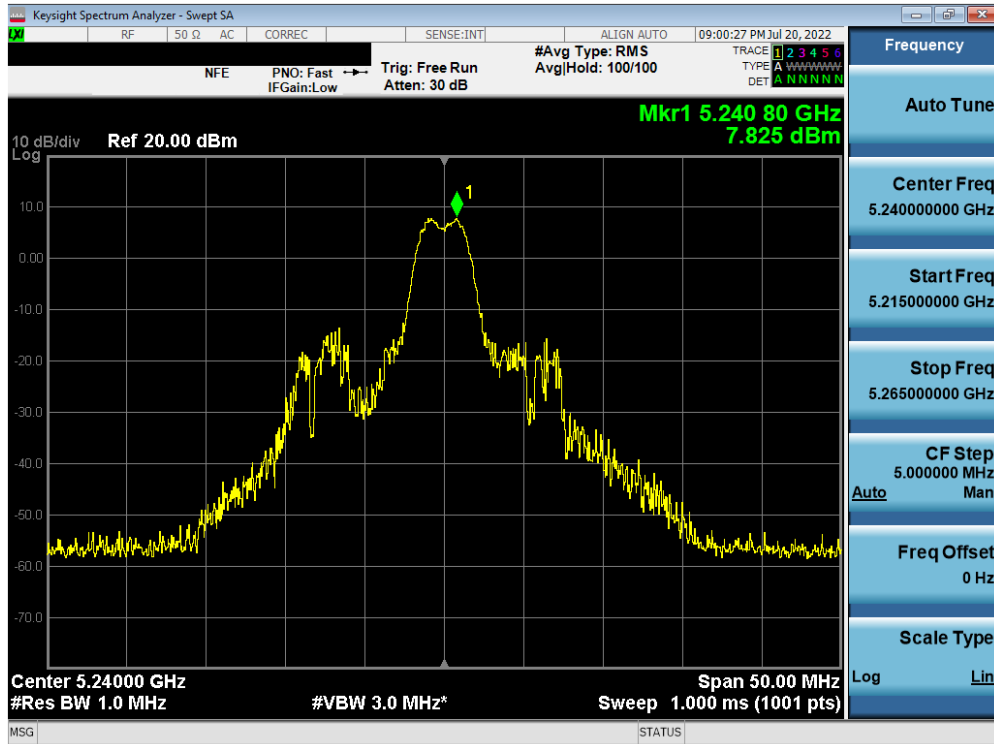 Keysight Spectrum Analyzer - Swept SA
LXI RF 50 Ω AC CORREC SENSE:INT ALIGN AUTO 09:00:27 PM Jul 20, 2022
NFE PNO: Fast Trig: Free Run #Avg Type: RMS TRACE 1 2 3 4 5 6
IFGain:Low Atten: 30 dB Avg|Hold: 100/100 TYPE A WWWWW
DET A N N N N N
Mkr1 5.240 80 GHz
7.825 dBm
10 dB/div Ref 20.00 dBm
Log
1
10.0
0.00
-10.0
-20.0
-30.0
-40.0
-50.0
-60.0
-70.0
Center 5.24000 GHz Span 50.00 MHz
#Res BW 1.0 MHz #VBW 3.0 MHz* Sweep 1.000 ms (1001 pts)
MSG STATUS
Frequency
Auto Tune
Center Freq
5.240000000 GHz
Start Freq
5.215000000 GHz
Stop Freq
5.265000000 GHz
CF Step
5.000000 MHz
Auto Man
Freq Offset
0 Hz
Scale Type
Log Lin